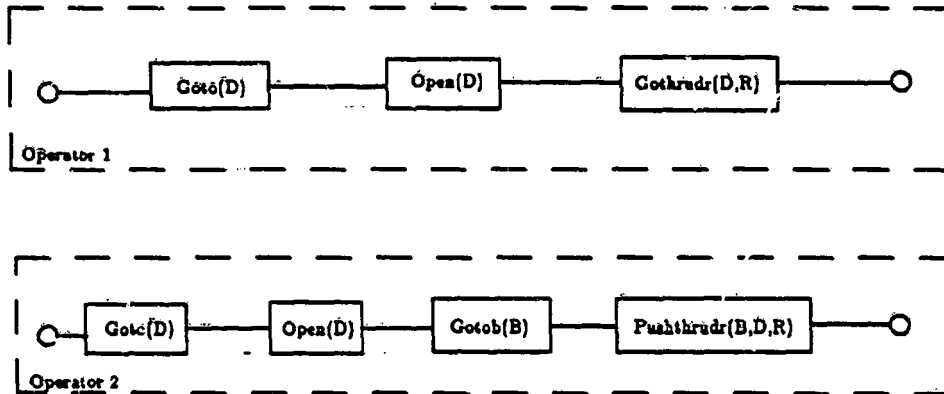 Goto(D)
Open(D)
Gothrudr(D,R)
Operator 1
Goto(D)
Open(D)
Gotob(B)
Pushthrudr(B,D,R)
Operator 2